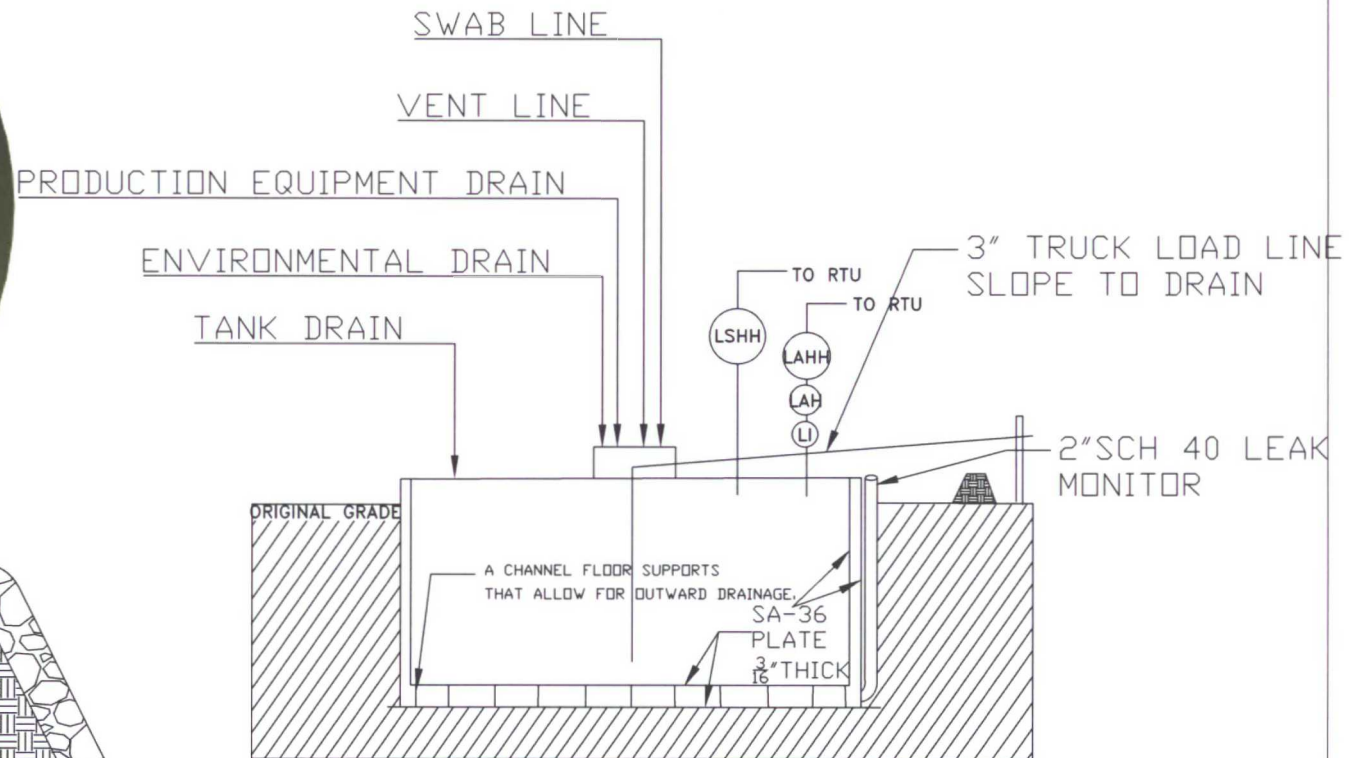 SWAB LINE
VENT LINE
PRODUCTION EQUIPMENT DRAIN
ENVIRONMENTAL DRAIN
TANK DRAIN
TO RTU
TO RTU
3" TRUCK LOAD LINE
SLOPE TO DRAIN
LSHH
LAHH
LAH
LI
2"SCH 40 LEAK
MONITOR
ORIGINAL GRADE
A CHANNEL FLOOR SUPPORTS
THAT ALLOW FOR OUTWARD DRAINAGE.
SA-36
PLATE
3/16"THICK